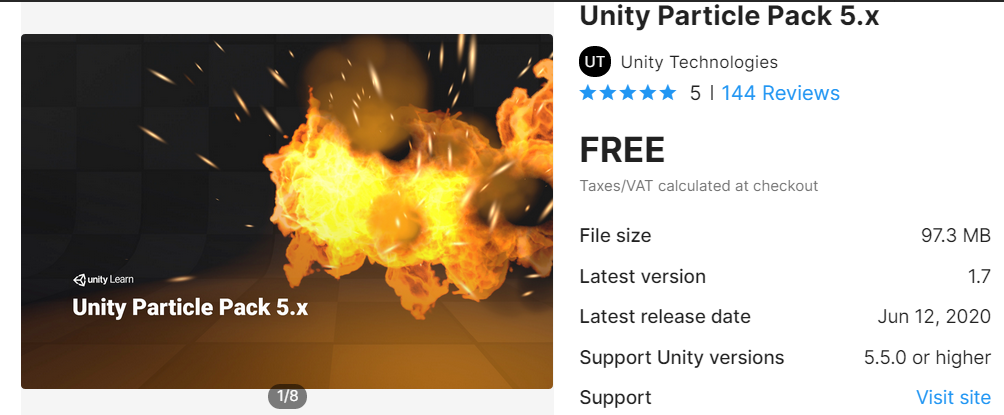 Unity Particle Pack 5.x
UT Unity Technologies
5 | 144 Reviews
FREE
Taxes/VAT calculated at checkout
File size 97.3 MB
Latest version 1.7
Latest release date Jun 12, 2020
Support Unity versions 5.5.0 or higher
Support Visit site
unity Learn
Unity Particle Pack 5.x
1/8